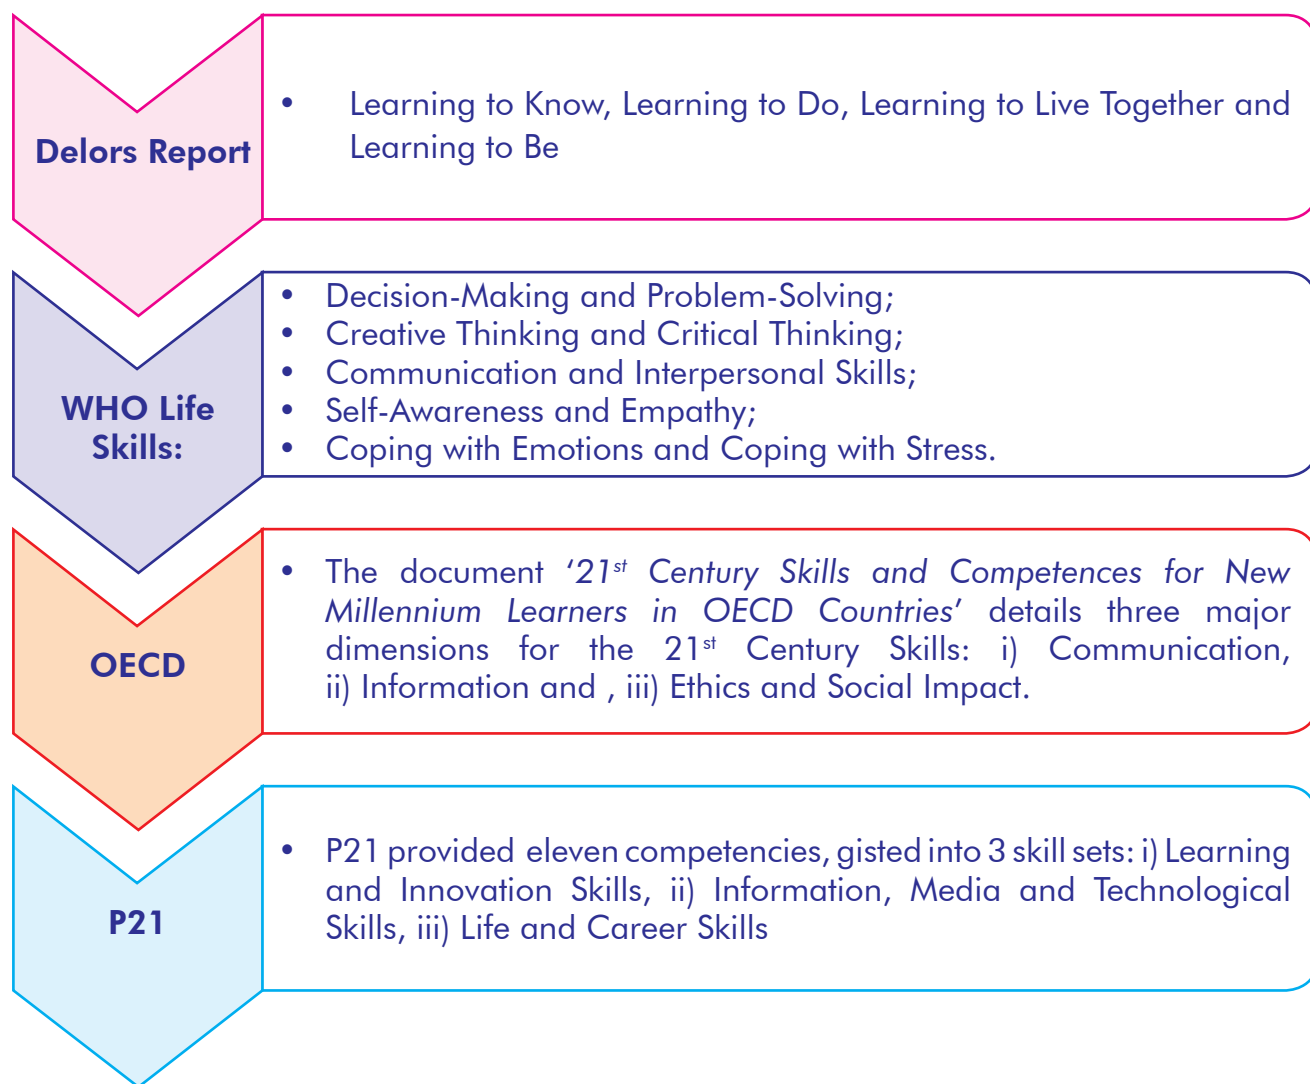 Delors Report
• Learning to Know, Learning to Do, Learning to Live Together and
Learning to Be
WHO Life
Skills:
• Decision-Making and Problem-Solving;
• Creative Thinking and Critical Thinking;
• Communication and Interpersonal Skills;
• Self-Awareness and Empathy;
• Coping with Emotions and Coping with Stress.
OECD
• The document ‘21st Century Skills and Competences for New
Millennium Learners in OECD Countries’ details three major
dimensions for the 21st Century Skills: i) Communication,
ii) Information and , iii) Ethics and Social Impact.
P21
• P21 provided eleven competencies, gisted into 3 skill sets: i) Learning
and Innovation Skills, ii) Information, Media and Technological
Skills, iii) Life and Career Skills